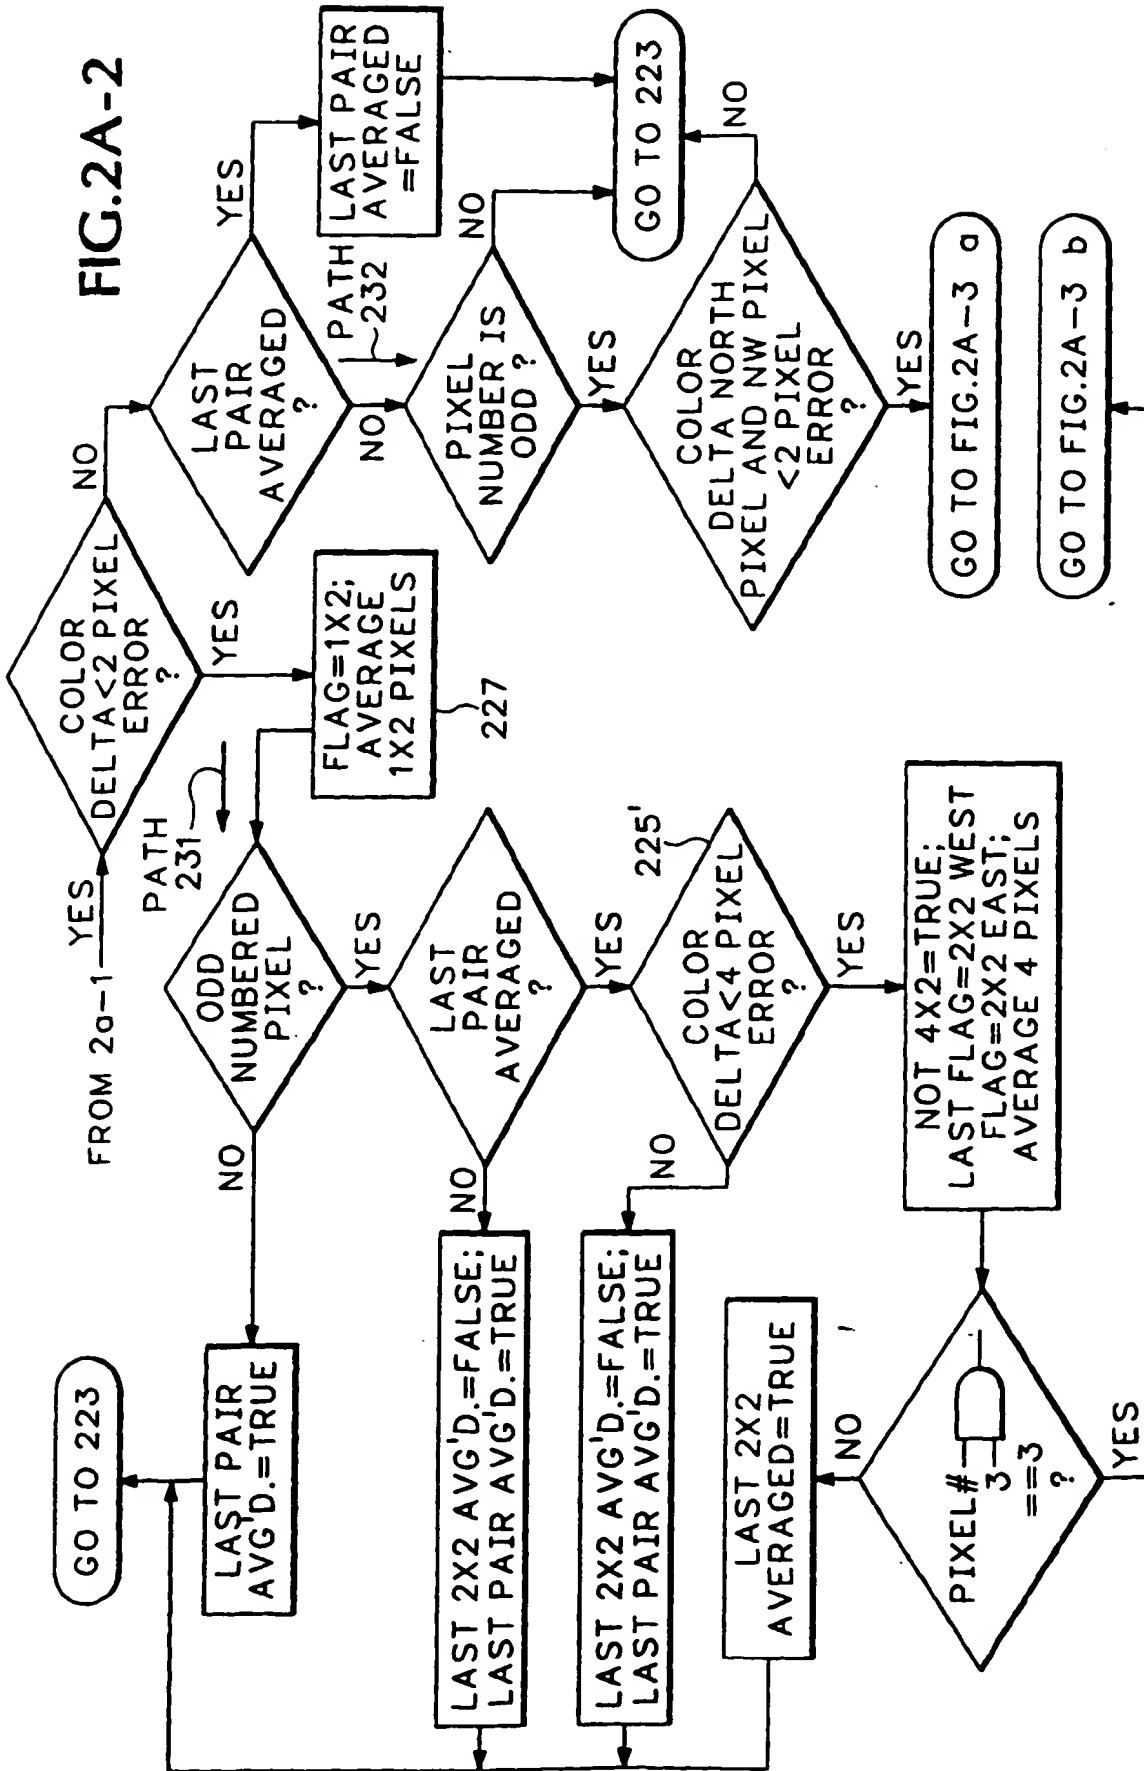 FIG.2A-2
FROM 2a-1
YES
COLOR
DELTA<2 PIXEL
ERROR
?
NO
YES
LAST
PAIR
AVERAGED
?
YES
NO
LAST PAIR
AVERAGED
=FALSE
PATH
232
PIXEL
NUMBER IS
ODD ?
NO
YES
GO TO 223
COLOR
DELTA NORTH
PIXEL AND NW PIXEL
<2 PIXEL
ERROR
?
NO
YES
GO TO FIG.2A-3 a
GO TO FIG.2A-3 b
FLAG=1X2;
AVERAGE
1X2 PIXELS
227
PATH
231
ODD
NUMBERED
PIXEL
?
NO
YES
LAST PAIR
AVG'D.=TRUE
GO TO 223
LAST
PAIR
AVERAGED
?
NO
YES
LAST 2X2 AVG'D.=FALSE;
LAST PAIR AVG'D.=TRUE
225'
COLOR
DELTA<4 PIXEL
ERROR
?
NO
YES
LAST 2X2 AVG'D.=FALSE;
LAST PAIR AVG'D.=TRUE
NOT 4X2=TRUE;
LAST FLAG=2X2 WEST
FLAG=2X2 EAST;
AVERAGE 4 PIXELS
PIXEL#
3
==3
?
NO
YES
LAST 2X2
AVERAGED=TRUE